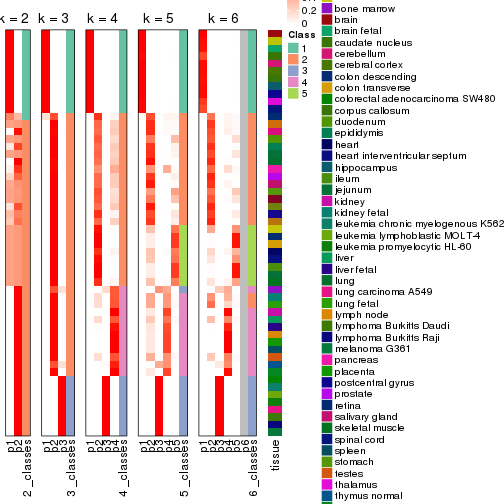 k = 2
k = 3
k = 4
k = 5
k = 6
0.2
0
Class
1
2
3
4
5
bone marrow
brain
brain fetal
caudate nucleus
cerebellum
cerebral cortex
colon descending
colon transverse
colorectal adenocarcinoma SW480
corpus callosum
duodenum
epididymis
heart
heart interventricular septum
hippocampus
ileum
jejunum
kidney
kidney fetal
leukemia chronic myelogenous K562
leukemia lymphoblastic MOLT-4
leukemia promyelocytic HL-60
liver
liver fetal
lung
lung carcinoma A549
lung fetal
lymph node
lymphoma Burkitts Daudi
lymphoma Burkitts Raji
melanoma G361
pancreas
placenta
postcentral gyrus
prostate
retina
salivary gland
skeletal muscle
spinal cord
spleen
stomach
testes
thalamus
thymus normal
p1
p2
2_classes
p1
p2
p3
3_classes
p1
p2
p3
p4
4_classes
p1
p2
p3
p4
p5
5_classes
p1
p2
p3
p4
p5
p6
6_classes
tissue